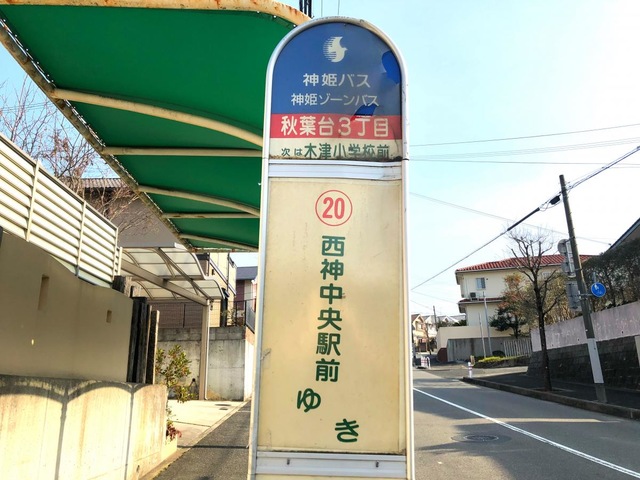 神姫バス
神姫ゾーンバス
秋葉台3丁目
次は木津小学校前
20
西神中央駅前
ゆき